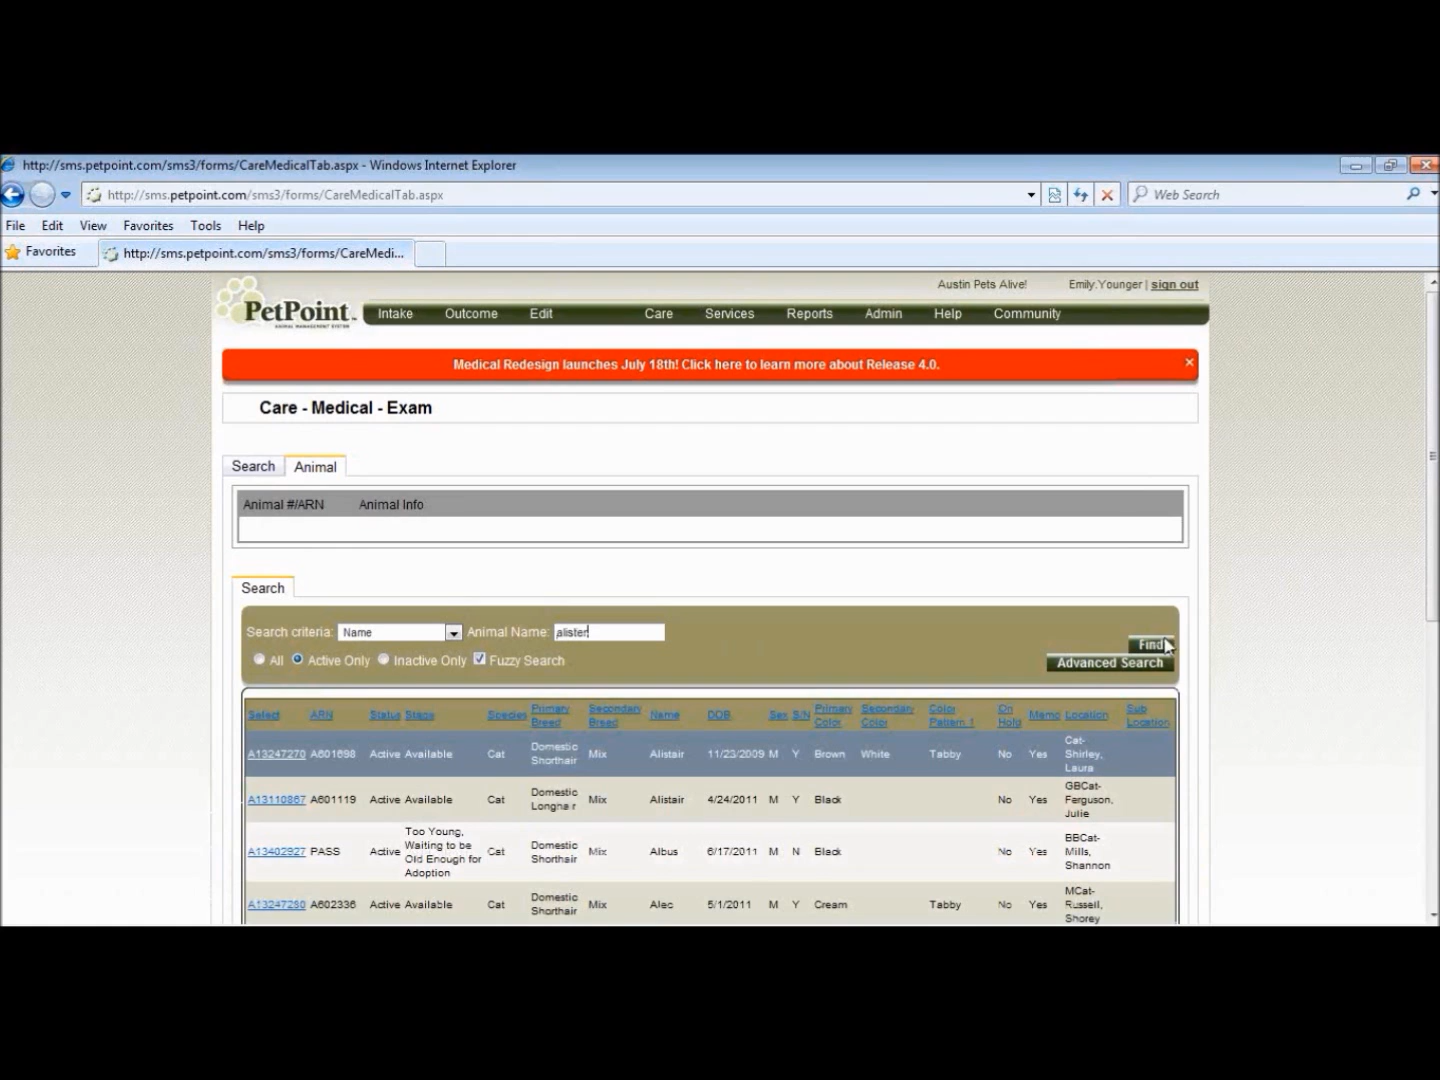 http://sms.petpoint.com/sms3/forms/CareMedicalTab.aspx - Windows Internet Explorer
http://sms.petpoint.com/sms3/forms/CareMedicalTab.aspx Web Search
File Edit View Favorites Tools Help
Favorites http://sms.petpoint.com/sms3/forms/CareMedi...
Austin Pets Alive! Emily.Younger | sign out
PetPoint
ANIMAL MANAGEMENT SYSTEM
Intake Outcome Edit Care Services Reports Admin Help Community
Medical Redesign launches July 18th! Click here to learn more about Release 4.0. ×
Care - Medical - Exam
Search Animal
Animal #/ARN Animal Info
Search
Search criteria: Name Animal Name: alister
Find
All Active Only Inactive Only Fuzzy Search
Advanced Search
Select ARN Status Stage Species Primary Breed Secondary Breed Name DOB Sex S/N Primary Color Secondary Color Color Pattern 1 On Hold Memo Location Sub Location
A13247270 A601698 Active Available Cat Domestic Shorthair Mix Alistair 11/23/2009 M Y Brown White Tabby No Yes Cat-Shirley, Laura
A13110867 A601119 Active Available Cat Domestic Longhair Mix Alistair 4/24/2011 M Y Black No Yes GBCat-Ferguson, Julie
A13402927 PASS Active Too Young, Waiting to be Old Enough for Adoption Cat Domestic Shorthair Mix Albus 6/17/2011 M N Black No Yes BBCat-Mills, Shannon
A13247280 A602336 Active Available Cat Domestic Shorthair Mix Alec 5/1/2011 M Y Cream Tabby No Yes MCat-Russell, Shorey